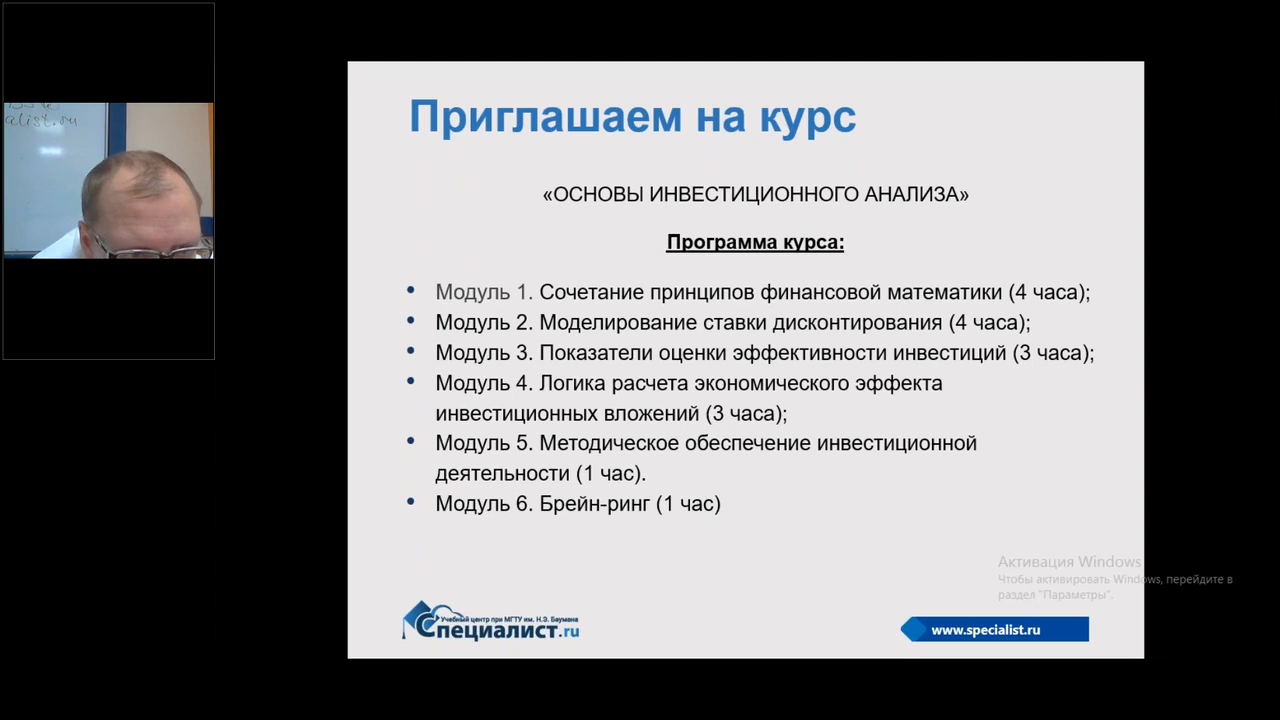 alist.ru
Приглашаем на курс
«ОСНОВЫ ИНВЕСТИЦИОННОГО АНАЛИЗА»
Программа курса:
• Модуль 1. Сочетание принципов финансовой математики (4 часа);
• Модуль 2. Моделирование ставки дисконтирования (4 часа);
• Модуль 3. Показатели оценки эффективности инвестиций (3 часа);
• Модуль 4. Логика расчета экономического эффекта
инвестиционных вложений (3 часа);
• Модуль 5. Методическое обеспечение инвестиционной
деятельности (1 час).
• Модуль 6. Брейн-ринг (1 час)
Активация Windows
Чтобы активировать Windows, перейдите в
раздел "Параметры".
Учебный центр при МГТУ им. Н.Э. Баумана
Специалист.ru
www.specialist.ru